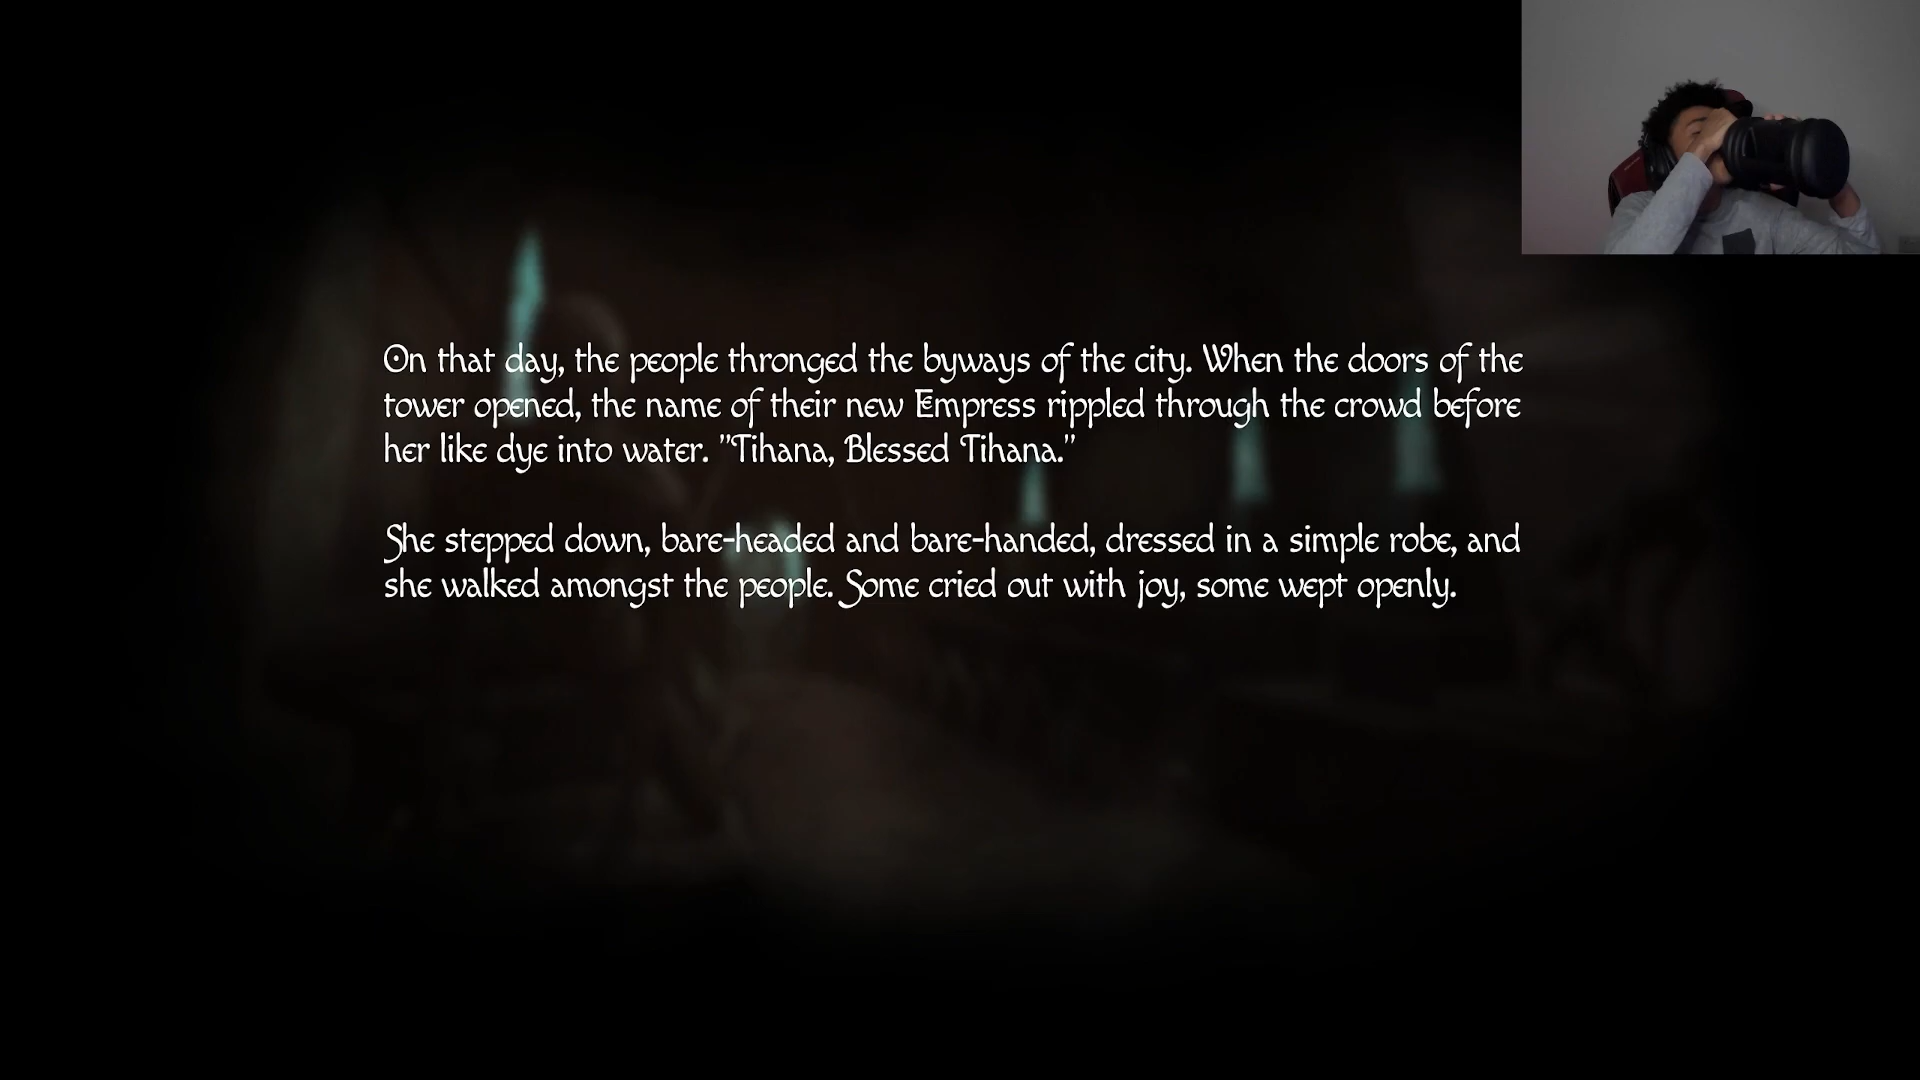 On that day, the people thronged the byways of the city. When the doors of the
tower opened, the name of their new Empress rippled through the crowd before
her like dye into water. "Tihana, Blessed Tihana."
She stepped down, bare-headed and bare-handed, dressed in a simple robe, and
she walked amongst the people. Some cried out with joy, some wept openly.